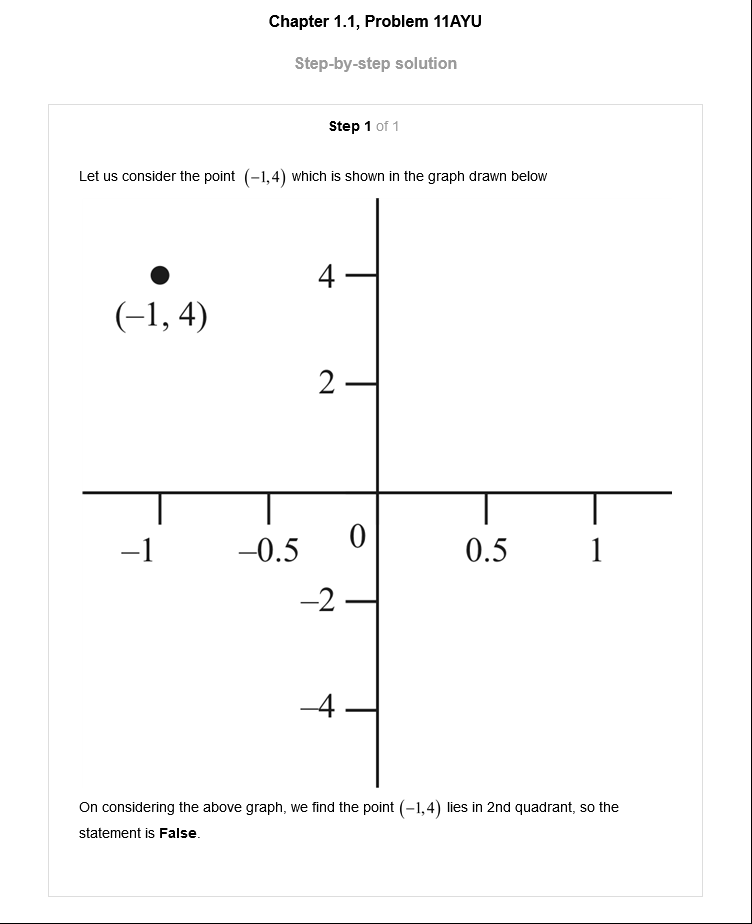 Chapter 1.1, Problem 11AYU
Step-by-step solution
Step 1 of 1
Let us consider the point (−1,4) which is shown in the graph drawn below
4
(−1, 4)
2
−1
−0.5
0
0.5
1
−2
−4
On considering the above graph, we find the point (−1,4) lies in 2nd quadrant, so the
statement is False.